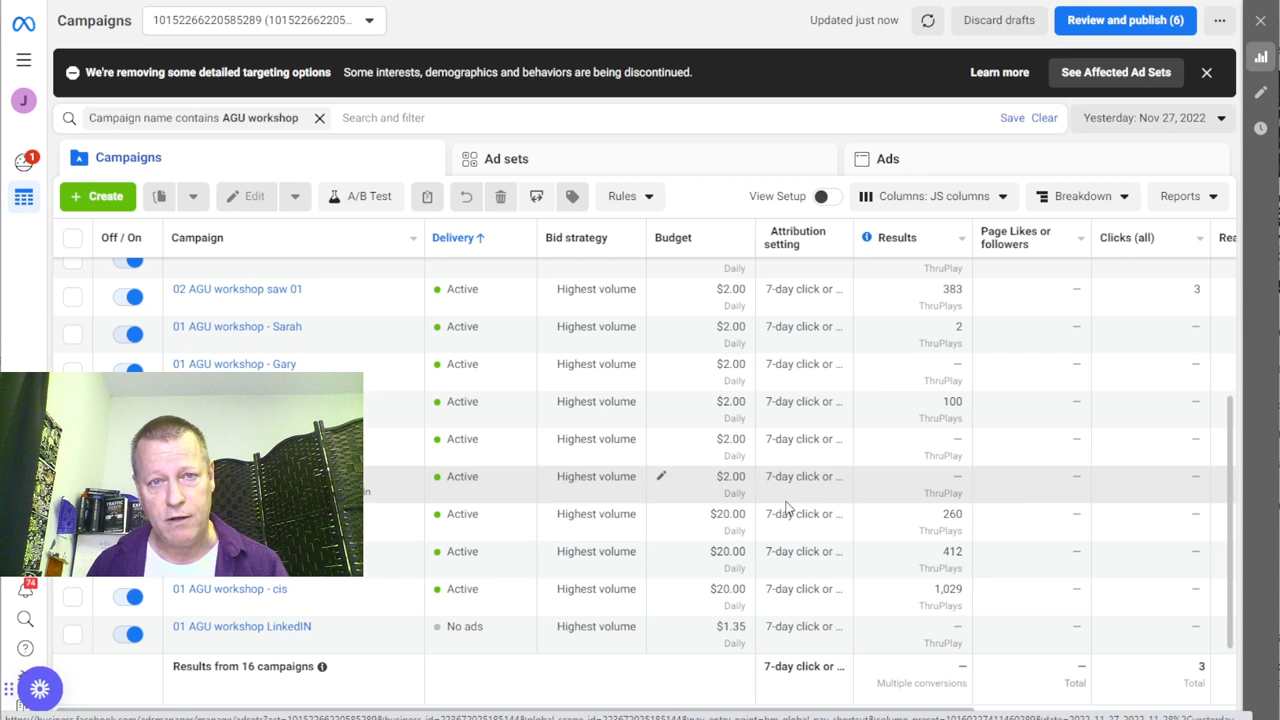 Campaigns
10152266220585289 (101522662205...
Updated just now
Discard drafts
Review and publish (6)
We're removing some detailed targeting options Some interests, demographics and behaviors are being discontinued.
Learn more
See Affected Ad Sets
J
Campaign name contains AGU workshop
Search and filter
Save Clear
Yesterday: Nov 27, 2022
1
Campaigns
Ad sets
Ads
+ Create
Edit
A/B Test
Rules
View Setup
Columns: JS columns
Breakdown
Reports
Off / On
Campaign
Delivery ↑
Bid strategy
Budget
Attribution setting
Results
Page Likes or followers
Clicks (all)
Rea
Daily
ThruPlay
02 AGU workshop saw 01 Active Highest volume $2.00 7-day click or ... 383 — 3
Daily ThruPlays
01 AGU workshop - Sarah Active Highest volume $2.00 7-day click or ... 2 — —
Daily ThruPlays
01 AGU workshop - Gary Active Highest volume $2.00 7-day click or ... — — —
Daily ThruPlay
Active Highest volume $2.00 7-day click or ... 100 — —
Daily ThruPlays
Active Highest volume $2.00 7-day click or ... — — —
Daily ThruPlay
Active Highest volume $2.00 7-day click or ... — — —
in Daily ThruPlay
Active Highest volume $20.00 7-day click or ... 260 — —
Daily ThruPlays
Active Highest volume $20.00 7-day click or ... 412 — —
Daily ThruPlays
01 AGU workshop - cis Active Highest volume $20.00 7-day click or ... 1,029 — —
Daily ThruPlays
01 AGU workshop LinkedIN No ads Highest volume $1.35 7-day click or ... — — —
Daily ThruPlay
74
Results from 16 campaigns 7-day click or ... — — 3
Multiple conversions Total Total